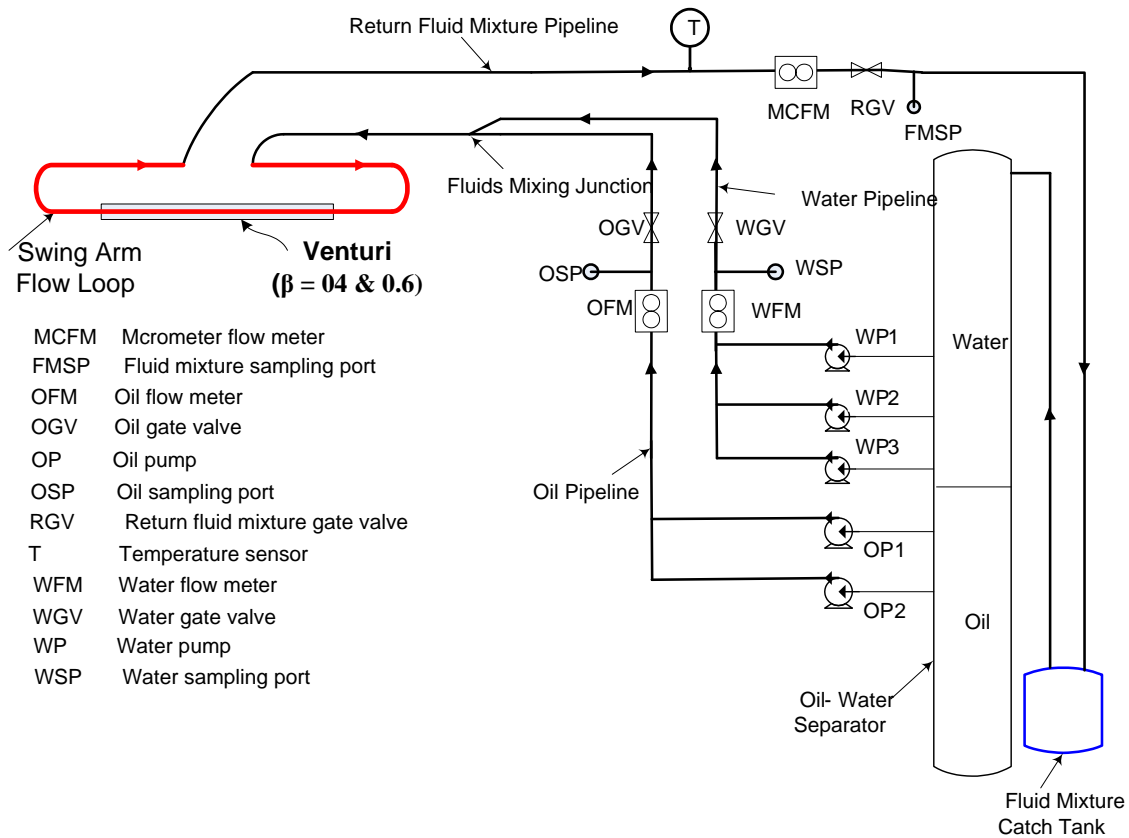 Return Fluid Mixture Pipeline
T
MCFM
RGV
FMSP
Fluids Mixing Junction
Water Pipeline
OGV
WGV
Swing Arm
Flow Loop
Venturi
(β = 04 & 0.6)
OSP
WSP
OFM
WFM
MCFM Mcrometer flow meter
FMSP Fluid mixture sampling port
OFM Oil flow meter
OGV Oil gate valve
OP Oil pump
OSP Oil sampling port
RGV Return fluid mixture gate valve
T Temperature sensor
WFM Water flow meter
WGV Water gate valve
WP Water pump
WSP Water sampling port
WP1
Water
WP2
WP3
Oil Pipeline
OP1
OP2
Oil
Oil- Water
Separator
Fluid Mixture
Catch Tank